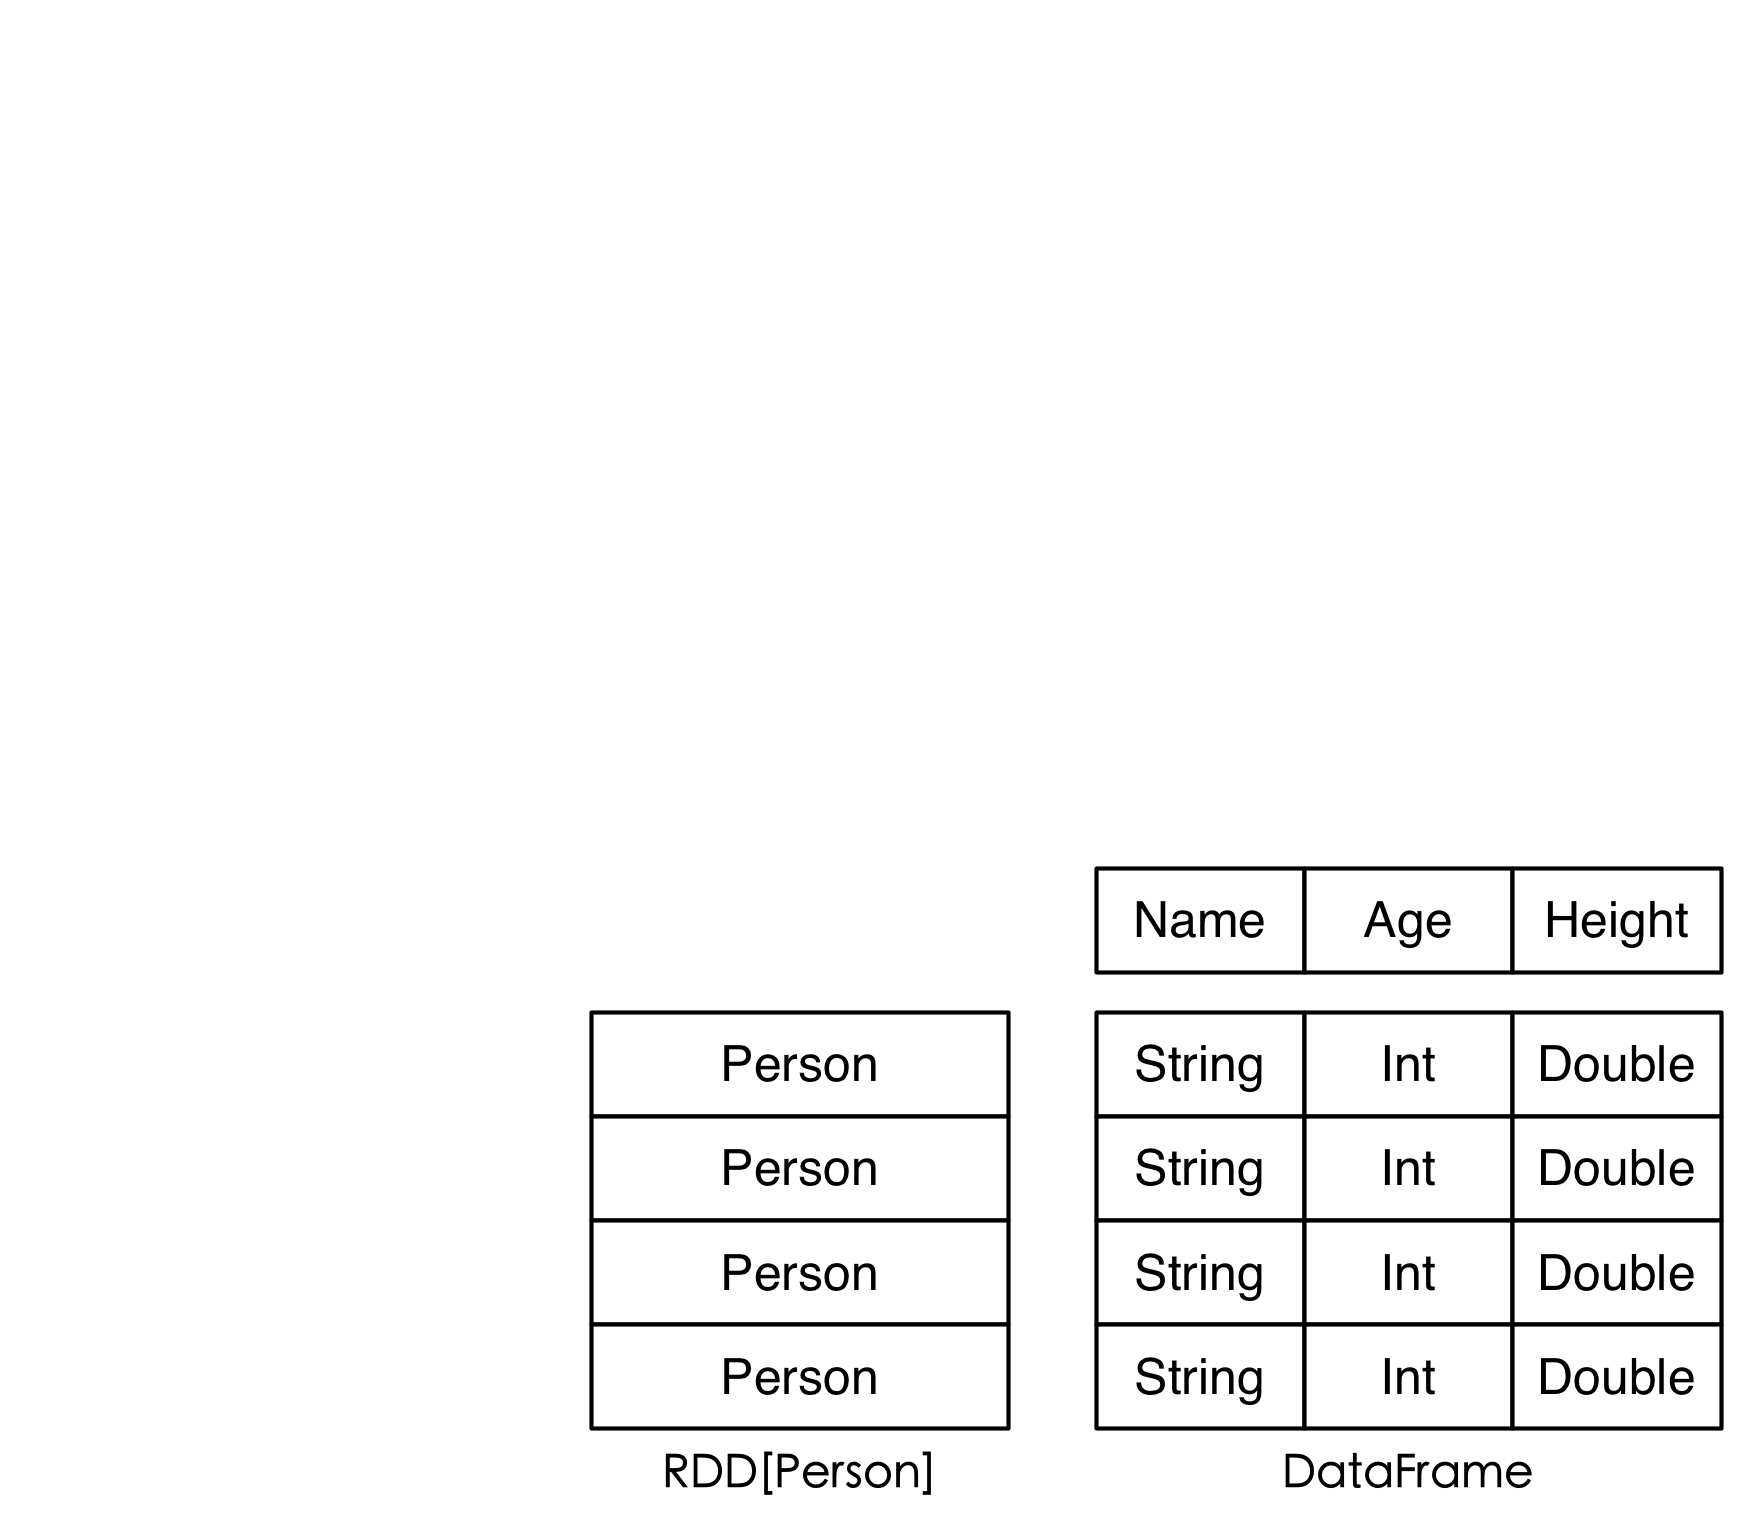 Name Age Height
Person String Int Double
Person String Int Double
Person String Int Double
Person String Int Double
RDD[Person] DataFrame